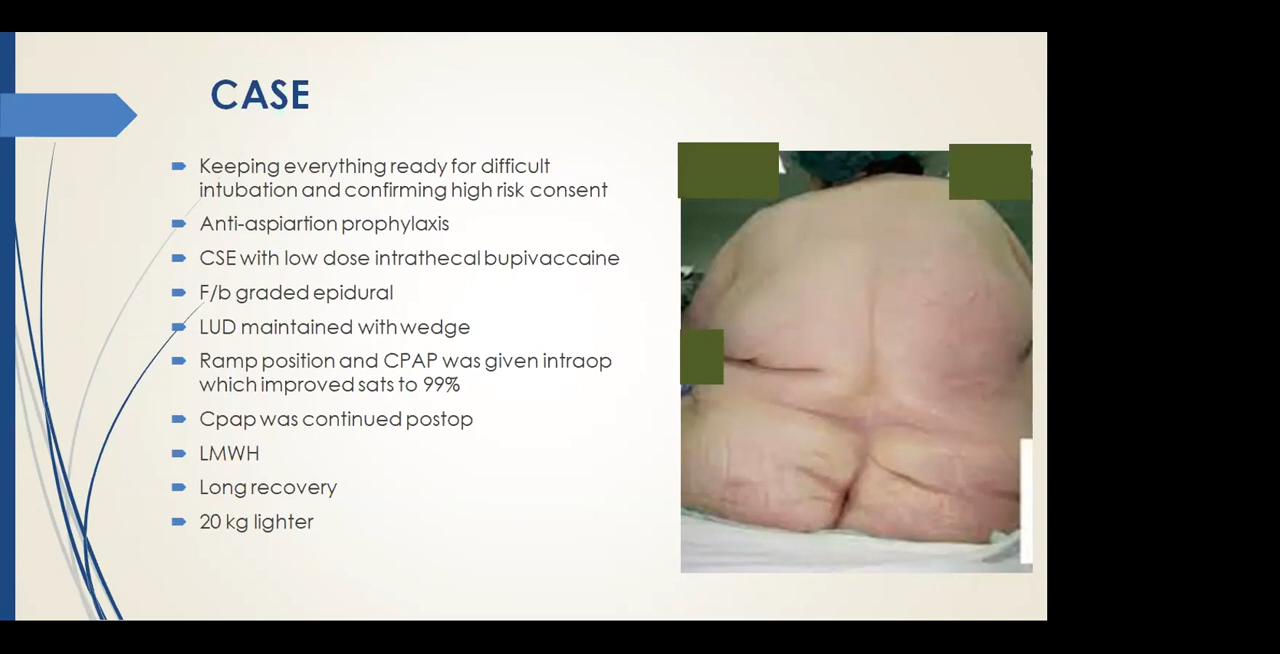 CASE
Keeping everything ready for difficult
intubation and confirming high risk consent
Anti-aspiartion prophylaxis
CSE with low dose intrathecal bupivaccaine
F/b graded epidural
LUD maintained with wedge
Ramp position and CPAP was given intraop
which improved sats to 99%
Cpap was continued postop
LMWH
Long recovery
20 kg lighter